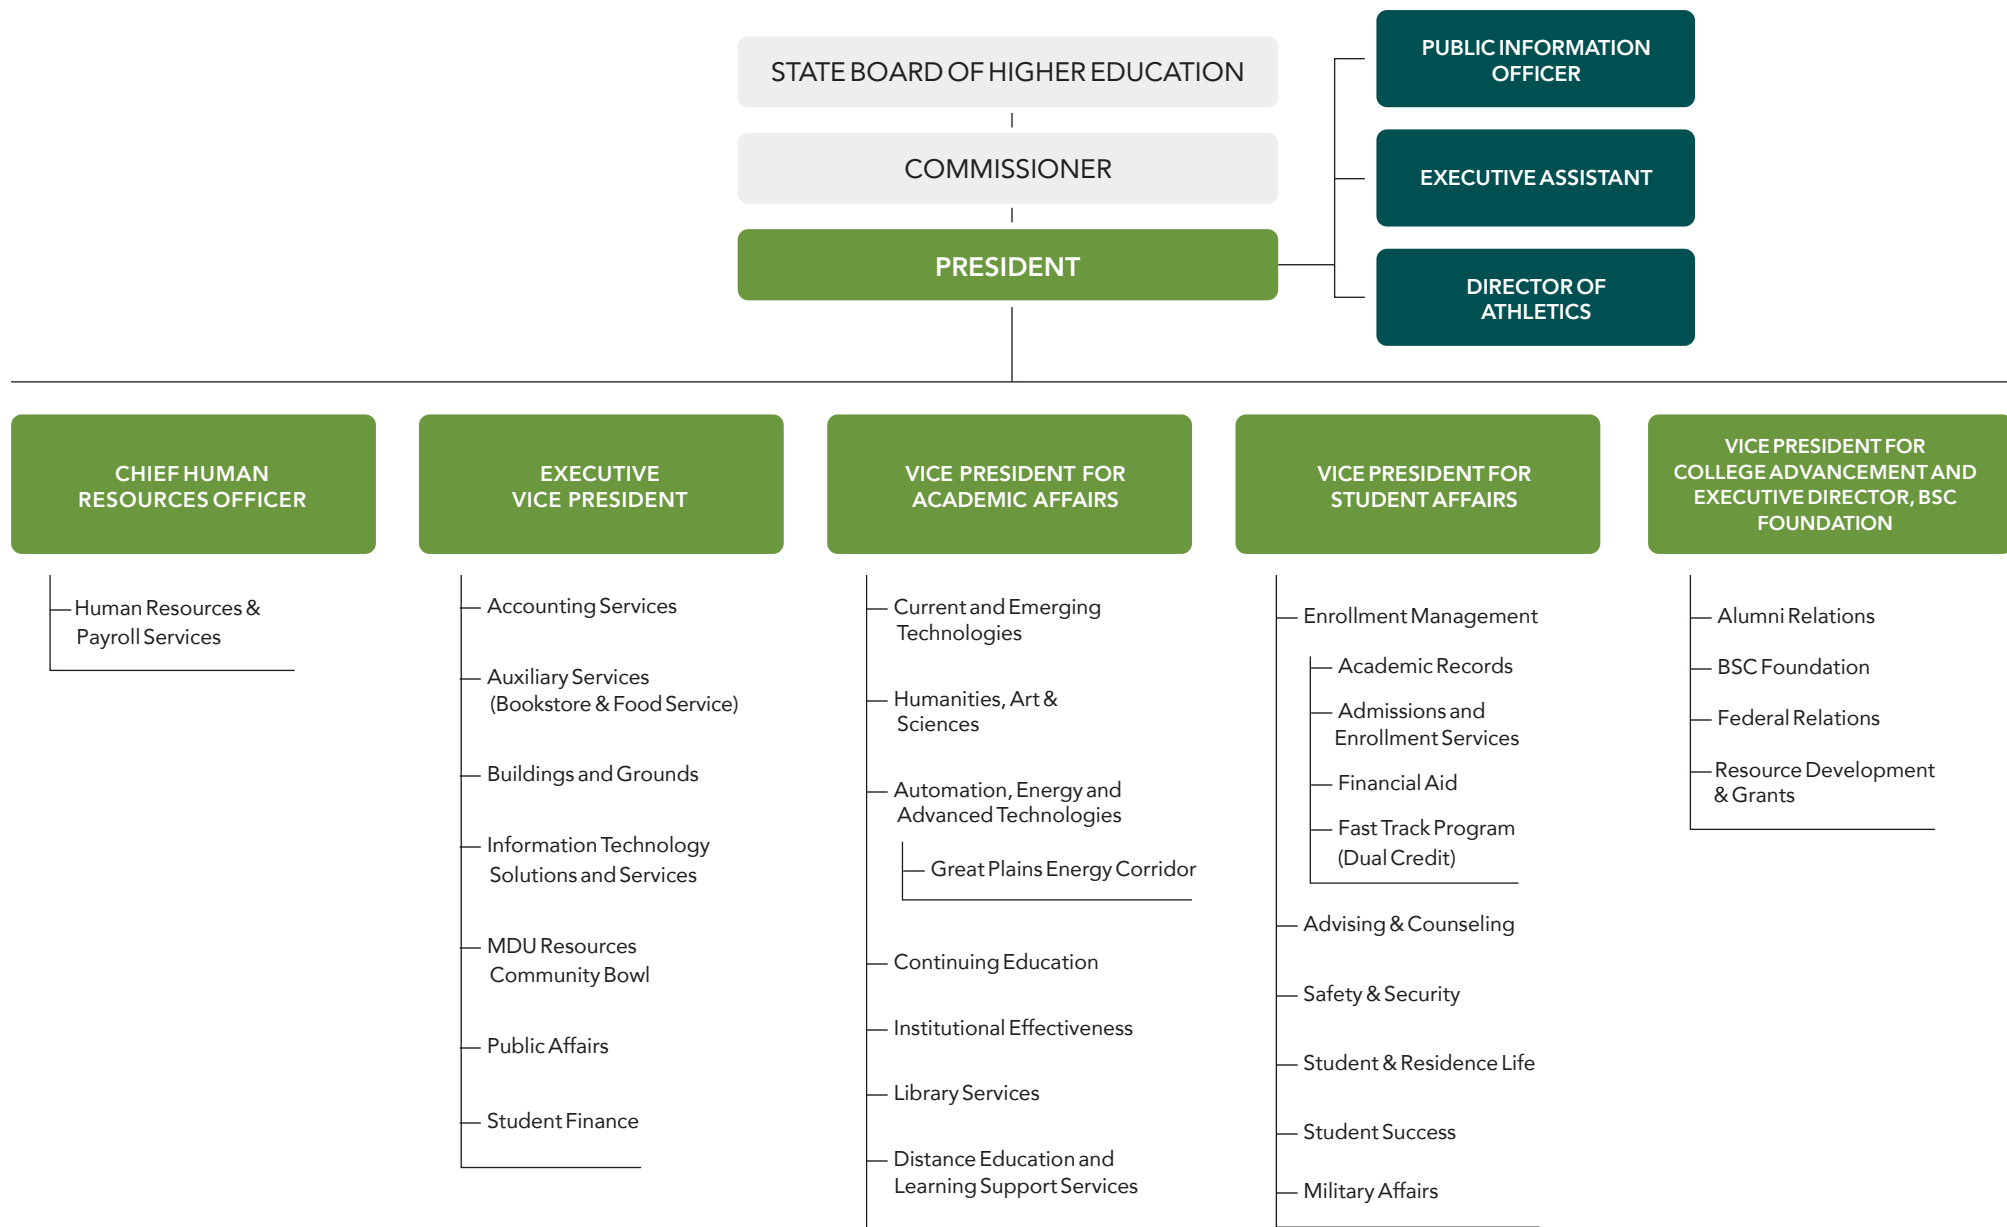 STATE BOARD OF HIGHER EDUCATION
COMMISSIONER
PRESIDENT
PUBLIC INFORMATION
OFFICER
EXECUTIVE ASSISTANT
DIRECTOR OF
ATHLETICS
CHIEF HUMAN
RESOURCES OFFICER
Human Resources &
Payroll Services
EXECUTIVE
VICE PRESIDENT
Accounting Services
Auxiliary Services
(Bookstore & Food Service)
Buildings and Grounds
Information Technology
Solutions and Services
MDU Resources
Community Bowl
Public Affairs
Student Finance
VICE PRESIDENT FOR
ACADEMIC AFFAIRS
Current and Emerging
Technologies
Humanities, Art &
Sciences
Automation, Energy and
Advanced Technologies
Great Plains Energy Corridor
Continuing Education
Institutional Effectiveness
Library Services
Distance Education and
Learning Support Services
VICE PRESIDENT FOR
STUDENT AFFAIRS
Enrollment Management
Academic Records
Admissions and
Enrollment Services
Financial Aid
Fast Track Program
(Dual Credit)
Advising & Counseling
Safety & Security
Student & Residence Life
Student Success
Military Affairs
VICE PRESIDENT FOR
COLLEGE ADVANCEMENT AND
EXECUTIVE DIRECTOR, BSC
FOUNDATION
Alumni Relations
BSC Foundation
Federal Relations
Resource Development
& Grants